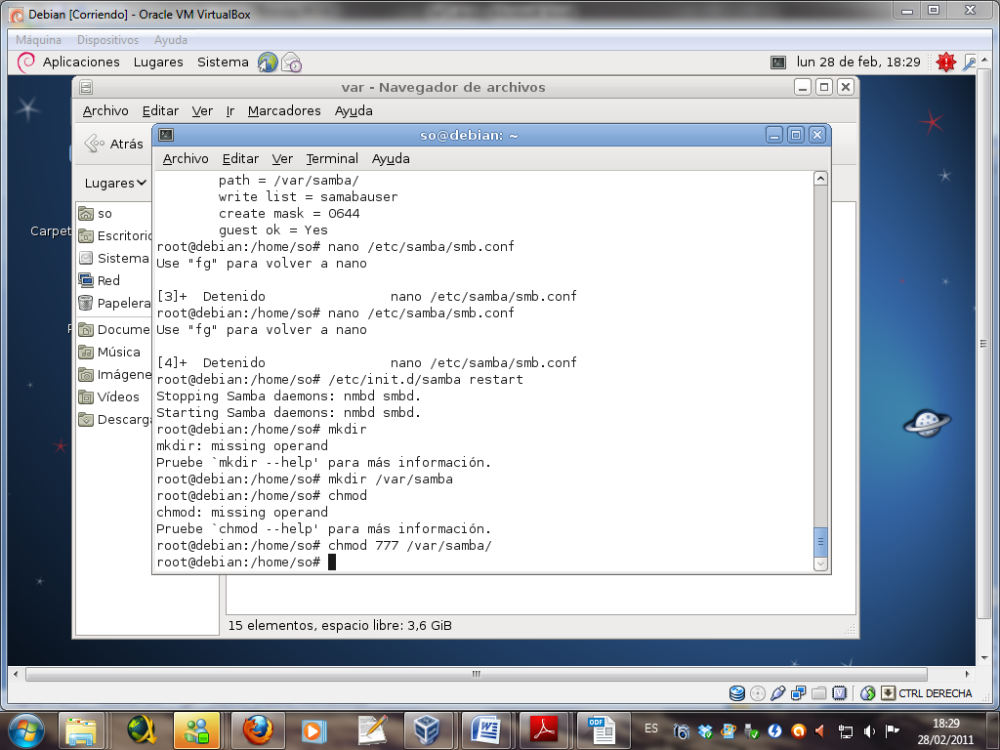 Debian [Corriendo] - Oracle VM VirtualBox
Máquina Dispositivos Ayuda
Aplicaciones Lugares Sistema lun 28 de feb, 18:29
var - Navegador de archivos
Archivo Editar Ver Ir Marcadores Ayuda
Atrás
so@debian: ~
Archivo Editar Ver Terminal Ayuda
Lugares
so
Escritorio
Sistema
Red
Papelera
Docume
Música
Imágene
Vídeos
Descarga
Carpet
path = /var/samba/
write list = samabauser
create mask = 0644
guest ok = Yes
root@debian:/home/so# nano /etc/samba/smb.conf
Use "fg" para volver a nano
[3]+ Detenido nano /etc/samba/smb.conf
root@debian:/home/so# nano /etc/samba/smb.conf
Use "fg" para volver a nano
[4]+ Detenido nano /etc/samba/smb.conf
root@debian:/home/so# /etc/init.d/samba restart
Stopping Samba daemons: nmbd smbd.
Starting Samba daemons: nmbd smbd.
root@debian:/home/so# mkdir
mkdir: missing operand
Pruebe `mkdir --help' para más información.
root@debian:/home/so# mkdir /var/samba
root@debian:/home/so# chmod
chmod: missing operand
Pruebe `chmod --help' para más información.
root@debian:/home/so# chmod 777 /var/samba/
root@debian:/home/so#
15 elementos, espacio libre: 3,6 GiB
CTRL DERECHA
ODF
ES
18:29
28/02/2011